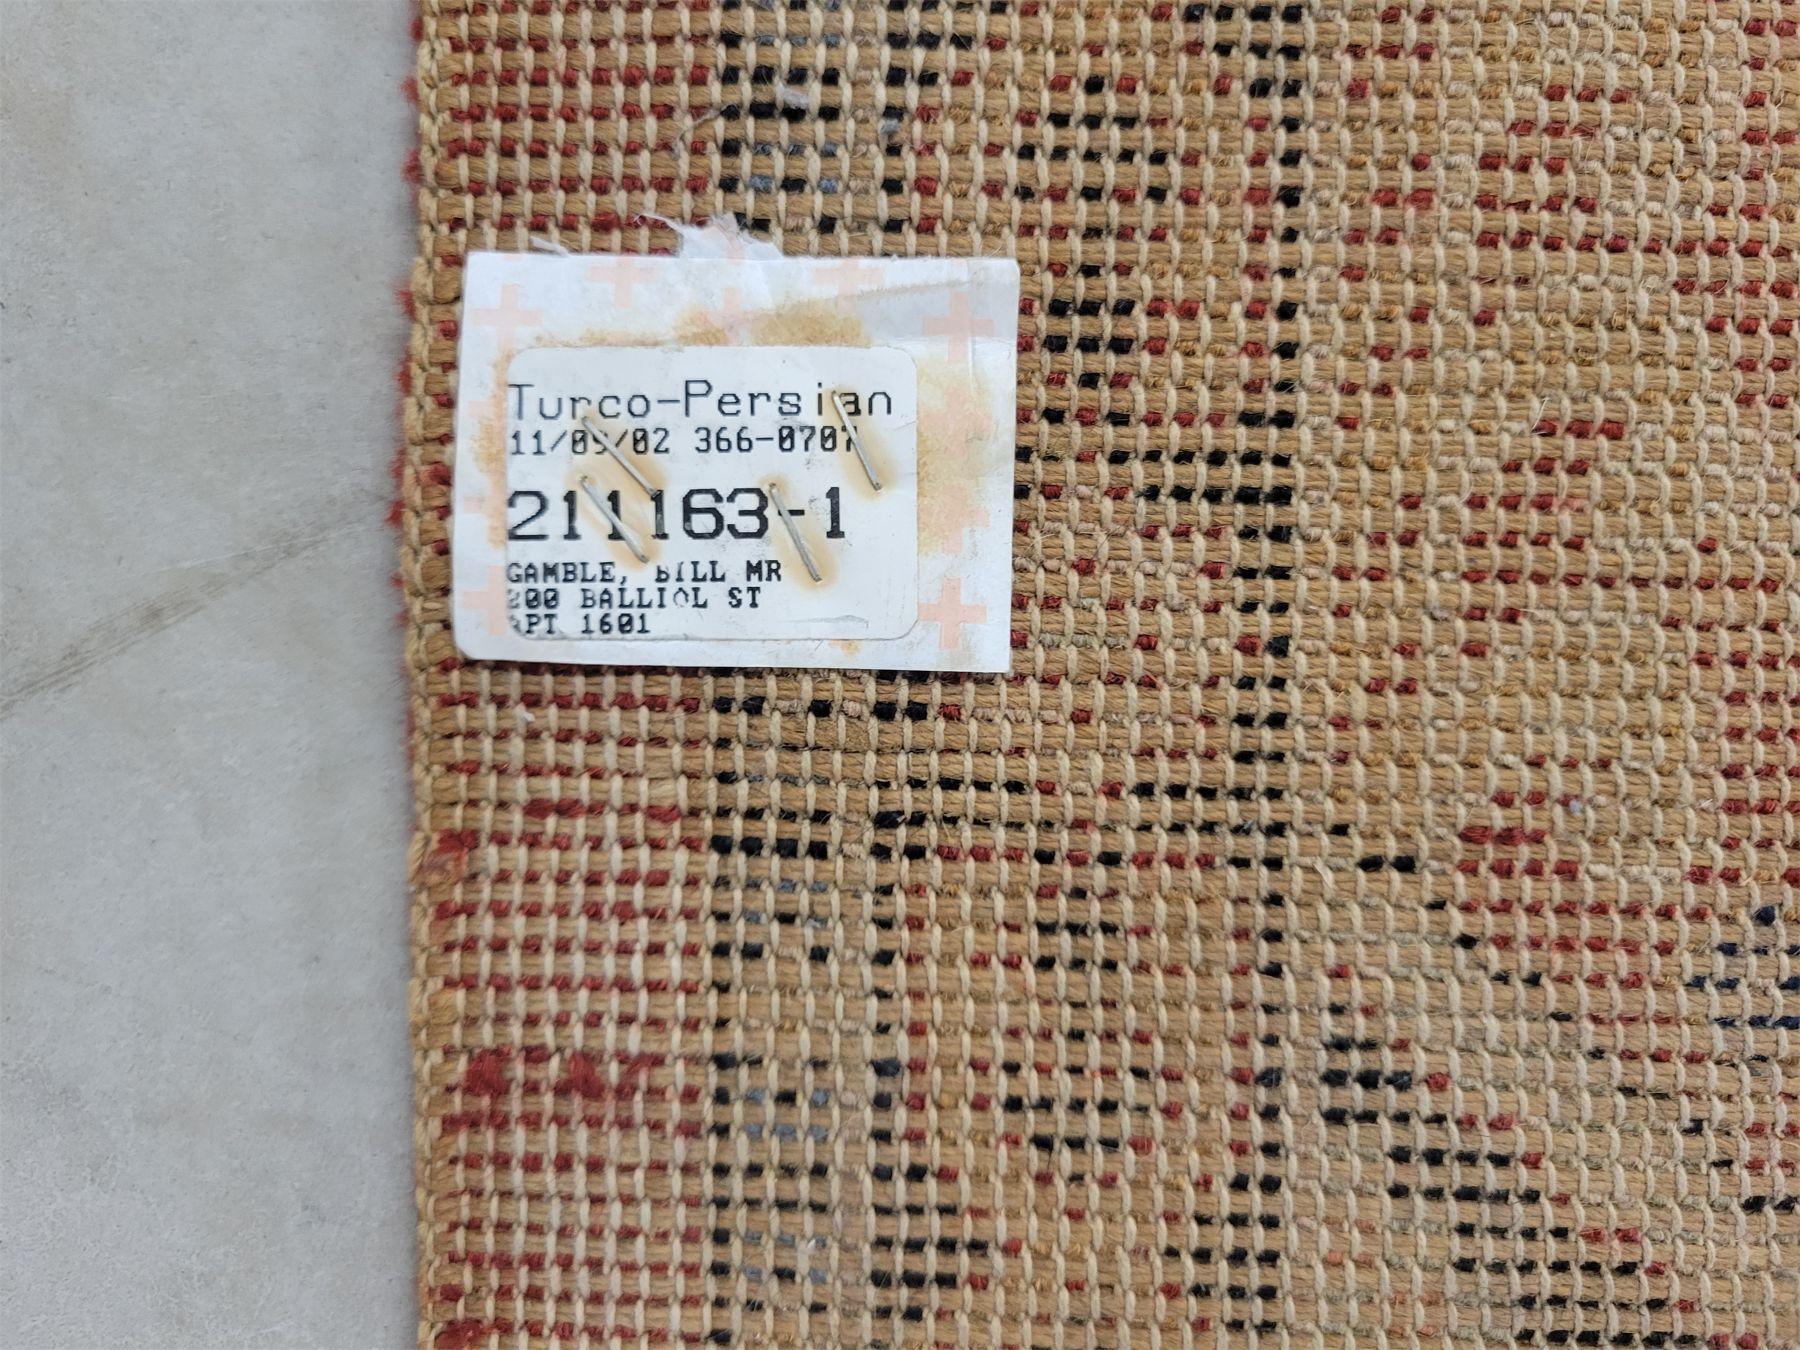 Turco-Persian
11/09/02 366-0707
211163-1
GAMBLE, BILL MR
200 BALLIOL ST
APT 1601